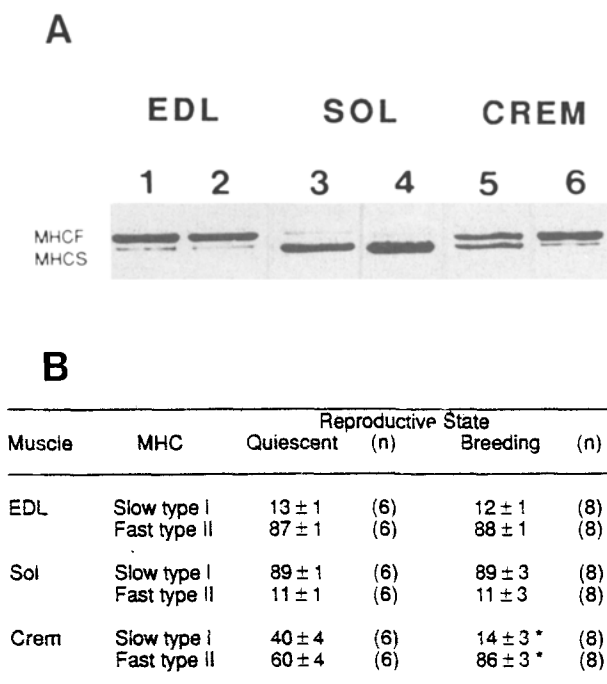 A
EDL SOL CREM
1 2 3 4 5 6
MHCF
MHCS
B
Reproductive State
Muscle MHC Quiescent (n) Breeding (n)
EDL Slow type I 13 ± 1 (6) 12 ± 1 (8)
Fast type II 87 ± 1 (6) 88 ± 1 (8)
Sol Slow type I 89 ± 1 (6) 89 ± 3 (8)
Fast type II 11 ± 1 (6) 11 ± 3 (8)
Crem Slow type I 40 ± 4 (6) 14 ± 3 * (8)
Fast type II 60 ± 4 (6) 86 ± 3 * (8)